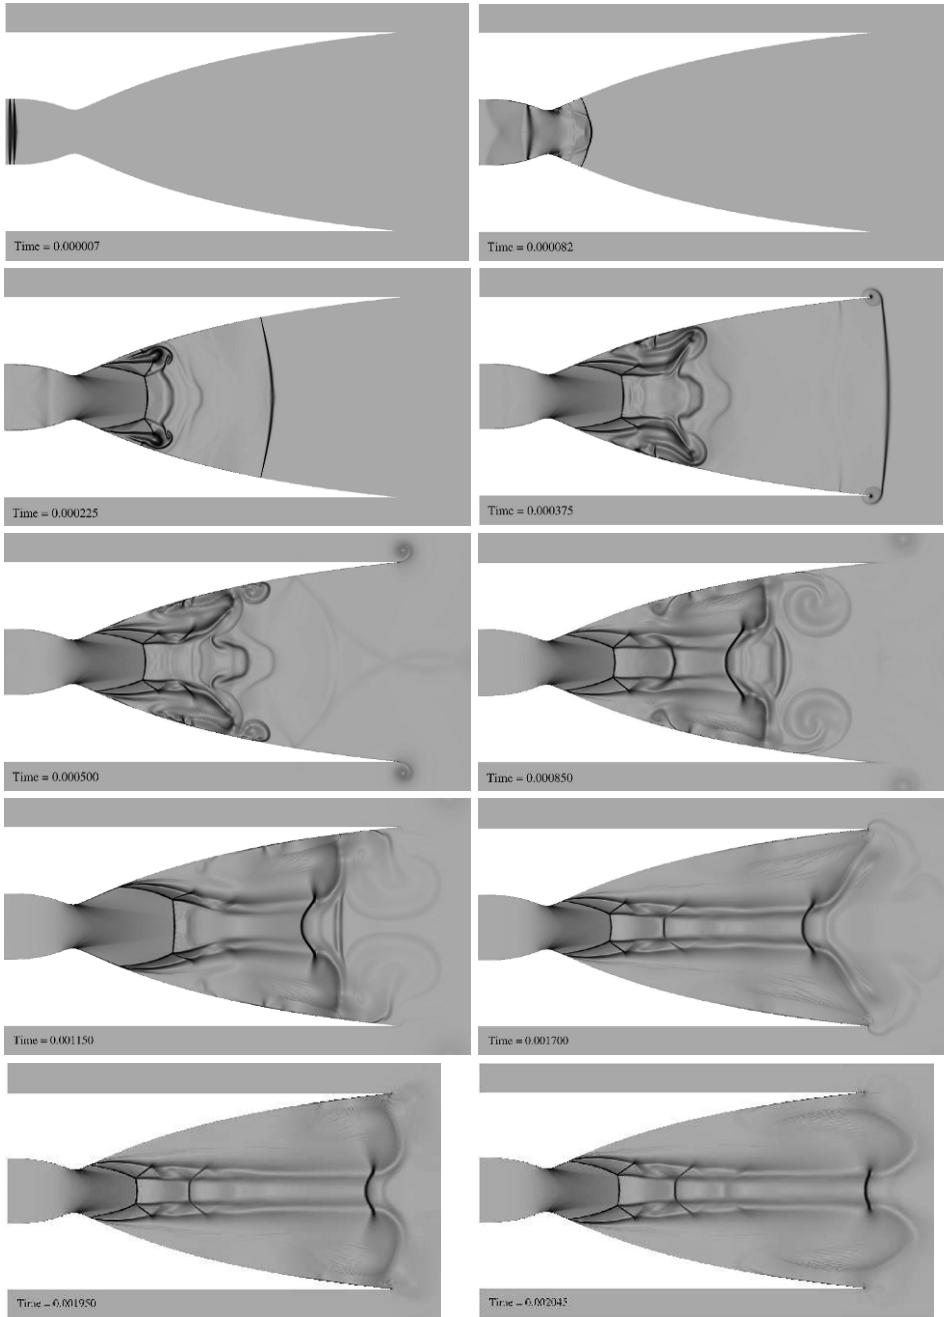 Time = 0.000007
Time = 0.000082
Time = 0.000225
Time = 0.000375
Time = 0.000500
Time = 0.000850
Time = 0.001150
Time = 0.001700
Time = 0.001950
Time = 0.002045